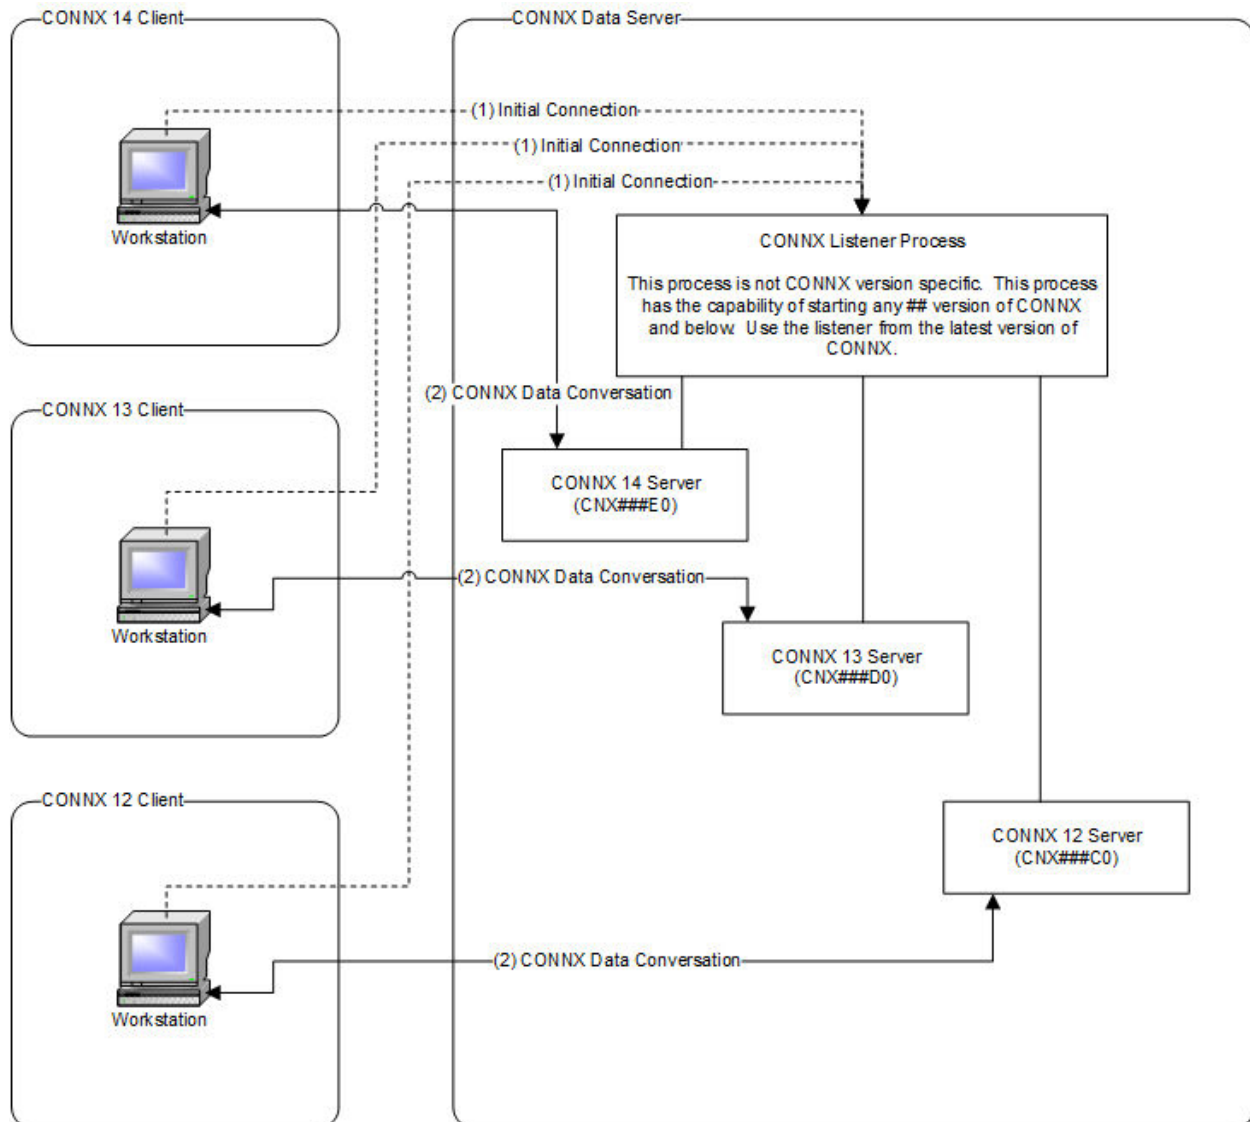 CONNX 14 Client
CONNX Data Server
(1) Initial Connection
(1) Initial Connection
(1) Initial Connection
Workstation
CONNX Listener Process
This process is not CONNX version specific. This process
has the capability of starting any ## version of CONNX
and below. Use the listener from the latest version of
CONNX.
(2) CONNX Data Conversation
CONNX 14 Server
(CNX###E0)
CONNX 13 Client
Workstation
(2) CONNX Data Conversation
CONNX 13 Server
(CNX###D0)
CONNX 12 Client
Workstation
(2) CONNX Data Conversation
CONNX 12 Server
(CNX###C0)